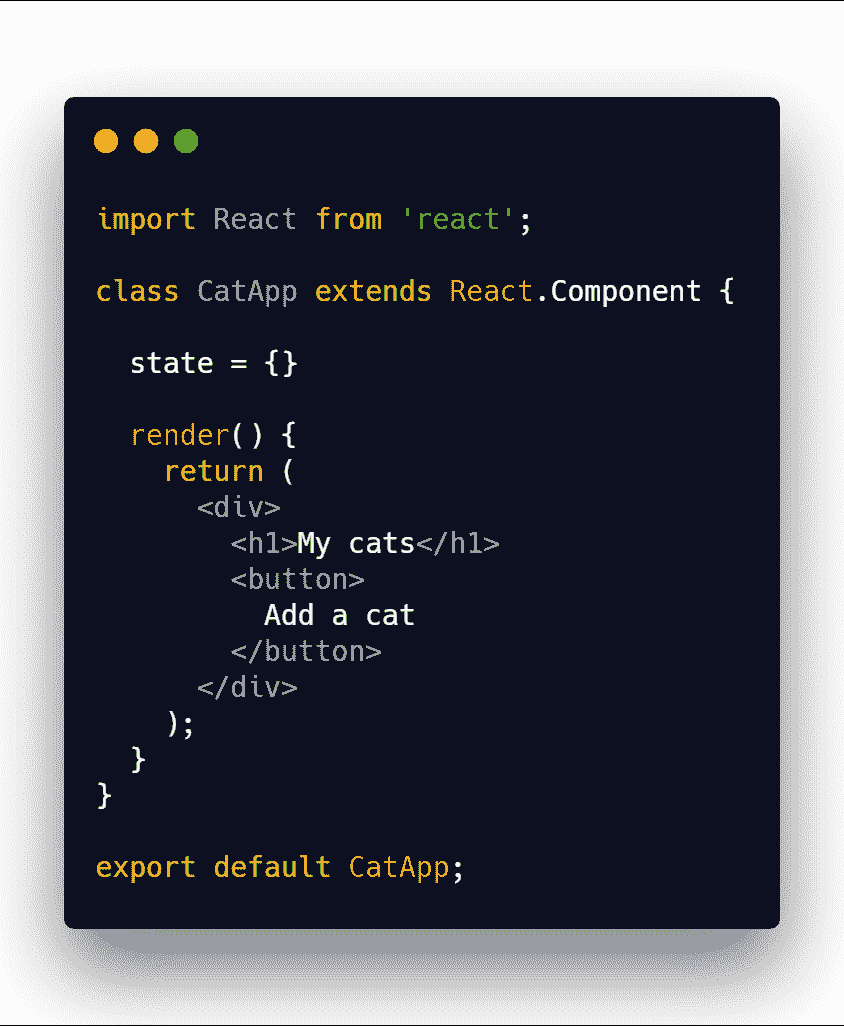 import React from 'react';
class CatApp extends React.Component {
  state = {}
  render() {
    return (
      <div>
        <h1>My cats</h1>
        <button>
          Add a cat
        </button>
      </div>
    );
  }
}
export default CatApp;